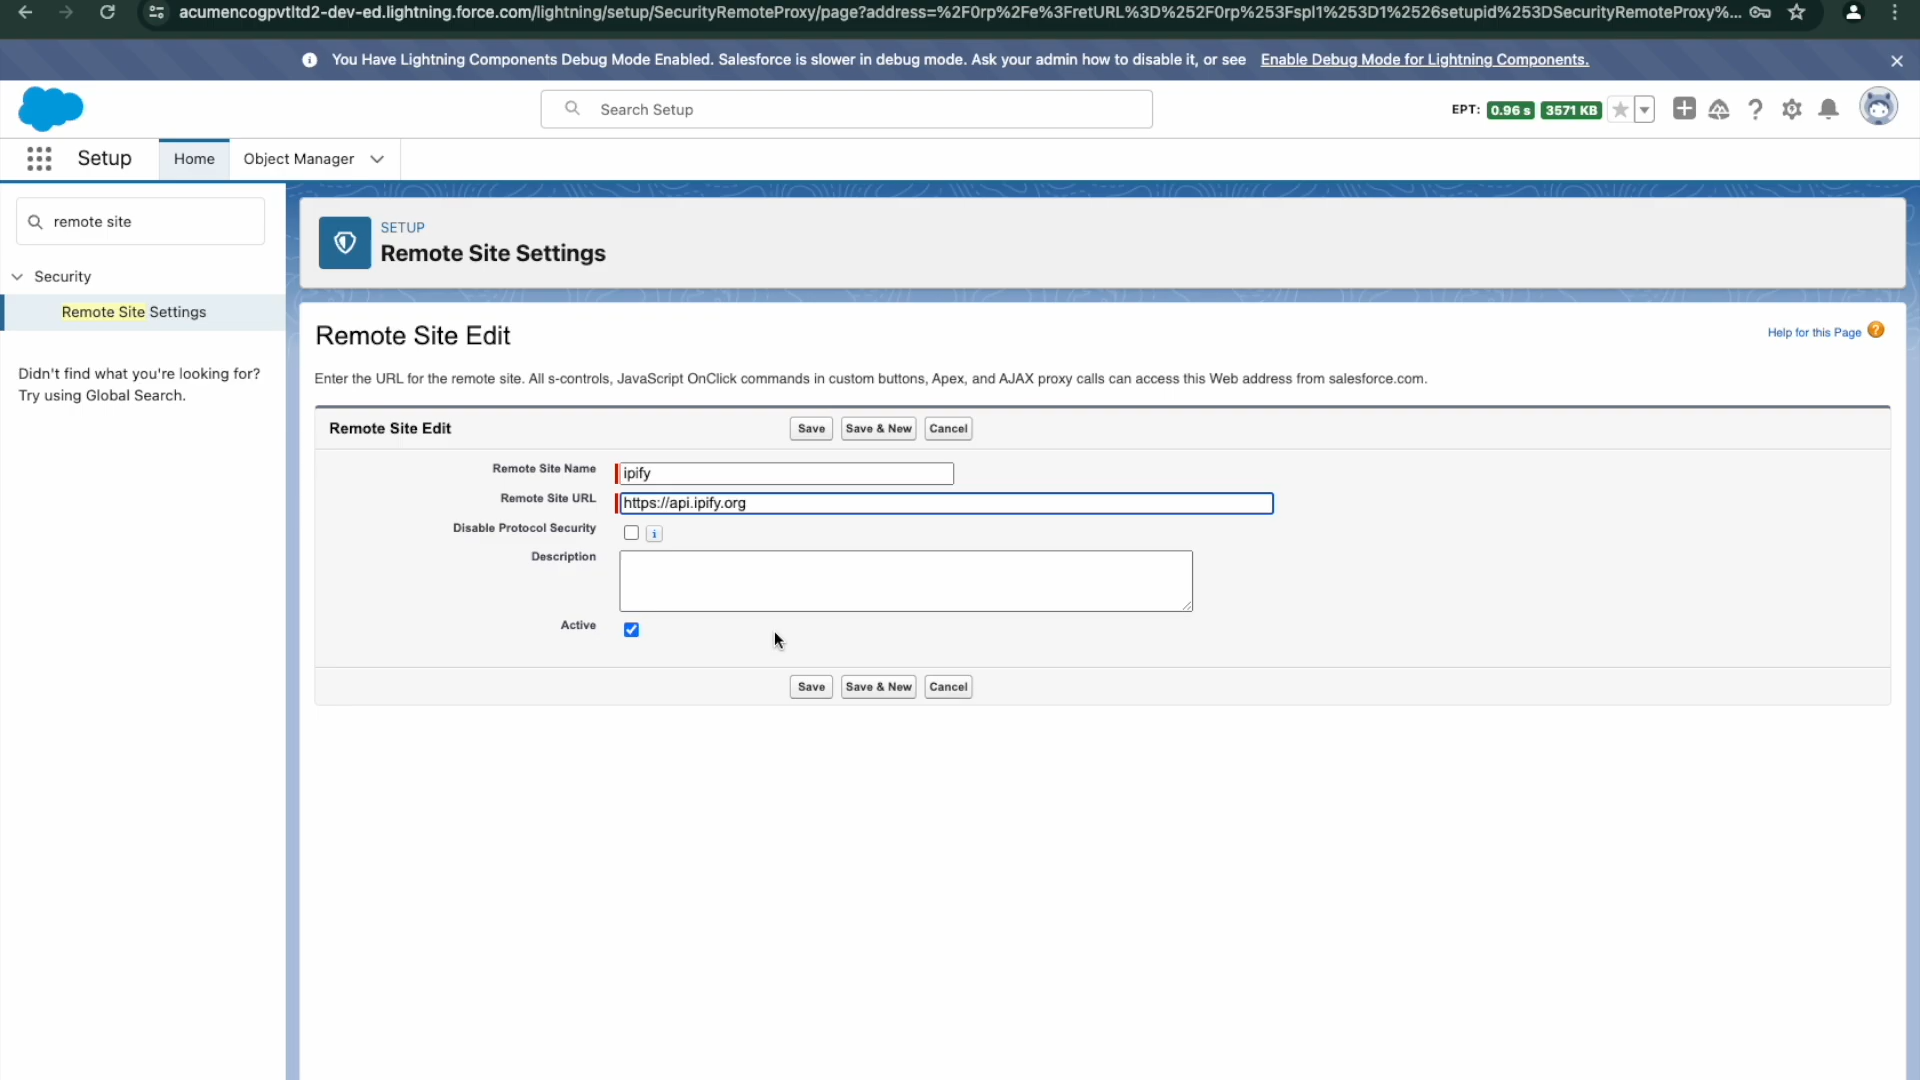 acumencogpvtltd2-dev-ed.lightning.force.com/lightning/setup/SecurityRemoteProxy/page?address=%2F0rp%2Fe%3FretURL%3D%252F0rp%253Fspl1%253D1%2526setupid%253DSecurityRemoteProxy%...
You Have Lightning Components Debug Mode Enabled. Salesforce is slower in debug mode. Ask your admin how to disable it, or see Enable Debug Mode for Lightning Components.
Search Setup
EPT: 0.96 s 3571 KB
Setup
Home
Object Manager
remote site
Security
Remote Site Settings
Didn't find what you're looking for?
Try using Global Search.
SETUP
Remote Site Settings
Remote Site Edit
Help for this Page
Enter the URL for the remote site. All s-controls, JavaScript OnClick commands in custom buttons, Apex, and AJAX proxy calls can access this Web address from salesforce.com.
Remote Site Edit
Save Save & New Cancel
Remote Site Name ipify
Remote Site URL https://api.ipify.org
Disable Protocol Security i
Description
Active
Save Save & New Cancel